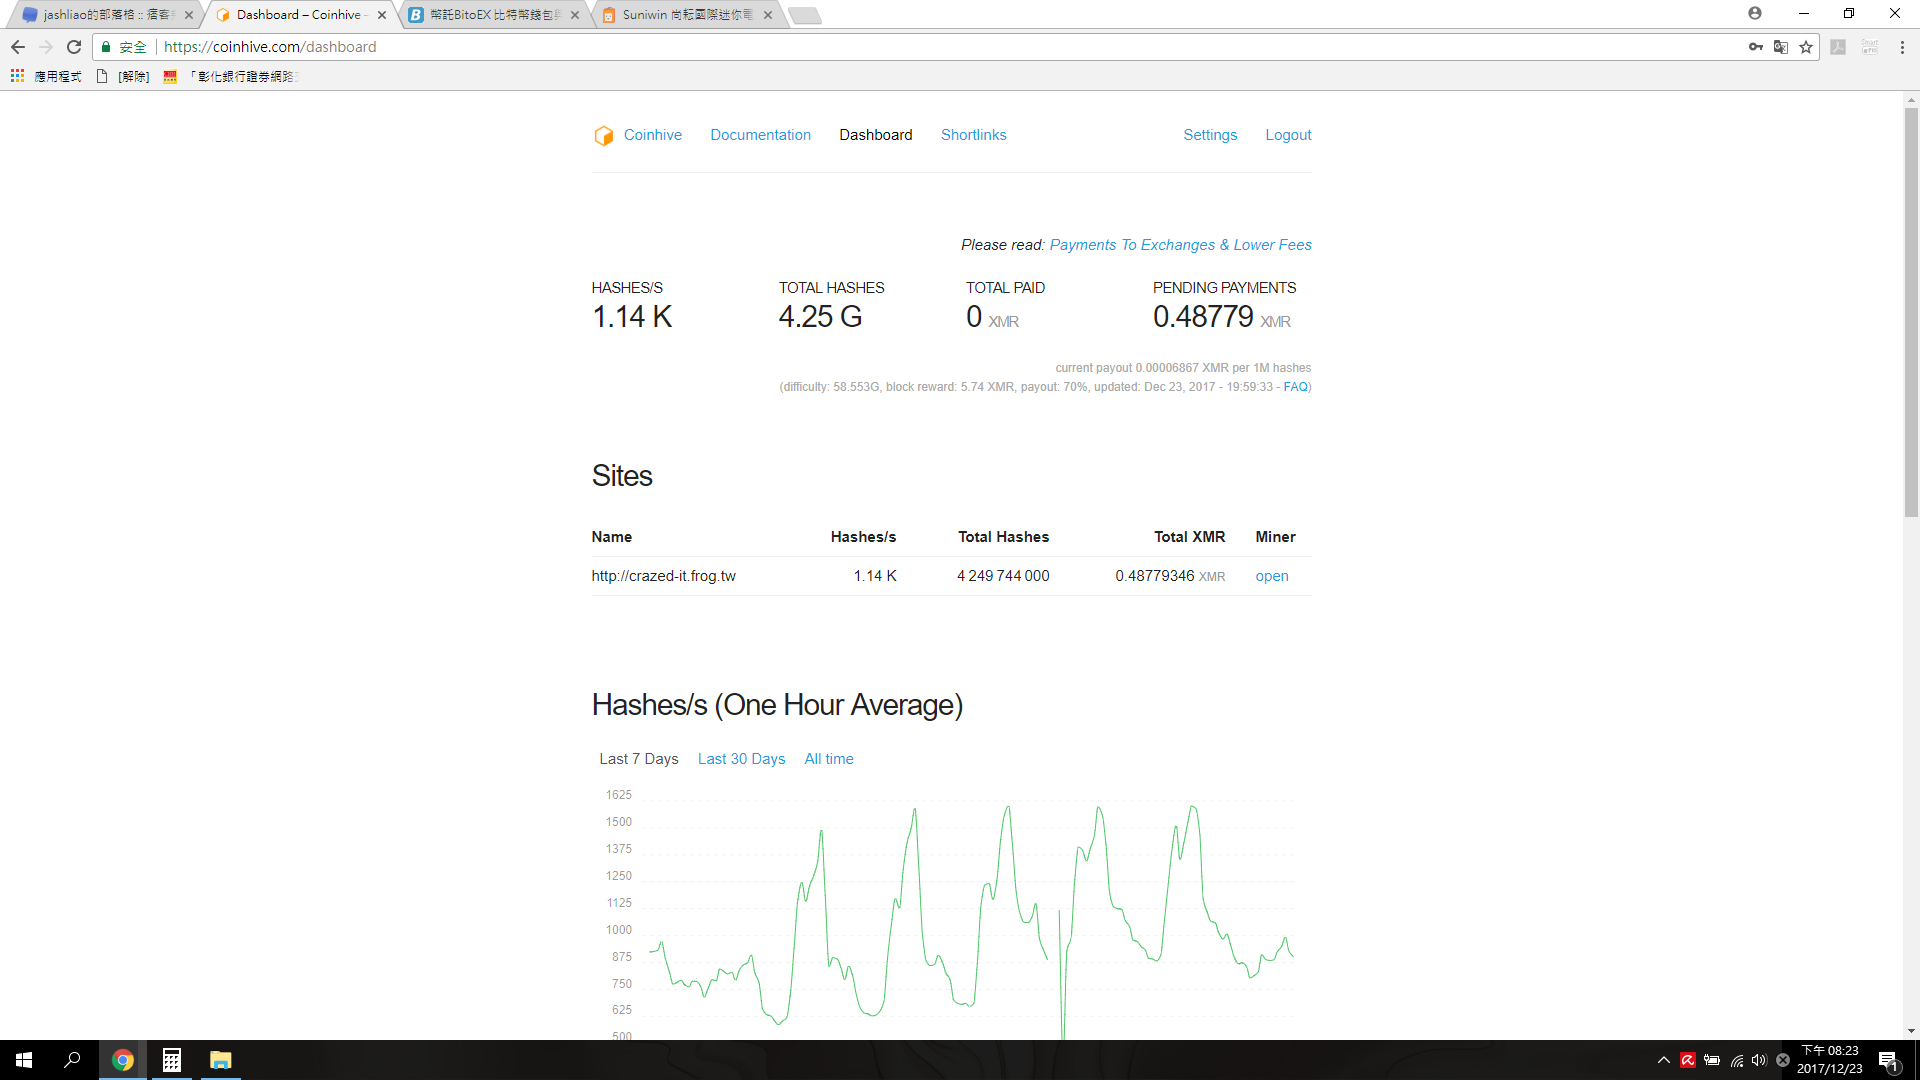 jashliao的部落格 :: 痞客
Dashboard – Coinhive -
幣託BitoEX 比特幣錢包
Suniwin 尚耘國際迷你電
安全 https://coinhive.com/dashboard
應用程式 [解除] 「彰化銀行證券網路
Coinhive Documentation Dashboard Shortlinks Settings Logout
Please read: Payments To Exchanges & Lower Fees
HASHES/S TOTAL HASHES TOTAL PAID PENDING PAYMENTS
1.14 K 4.25 G 0 XMR 0.48779 XMR
current payout 0.00006867 XMR per 1M hashes
(difficulty: 58.553G, block reward: 5.74 XMR, payout: 70%, updated: Dec 23, 2017 - 19:59:33 - FAQ)
Sites
Name Hashes/s Total Hashes Total XMR Miner
http://crazed-it.frog.tw 1.14 K 4 249 744 000 0.48779346 XMR open
Hashes/s (One Hour Average)
Last 7 Days Last 30 Days All time
1625
1500
1375
1250
1125
1000
875
750
625
500
下午 08:23
2017/12/23
1